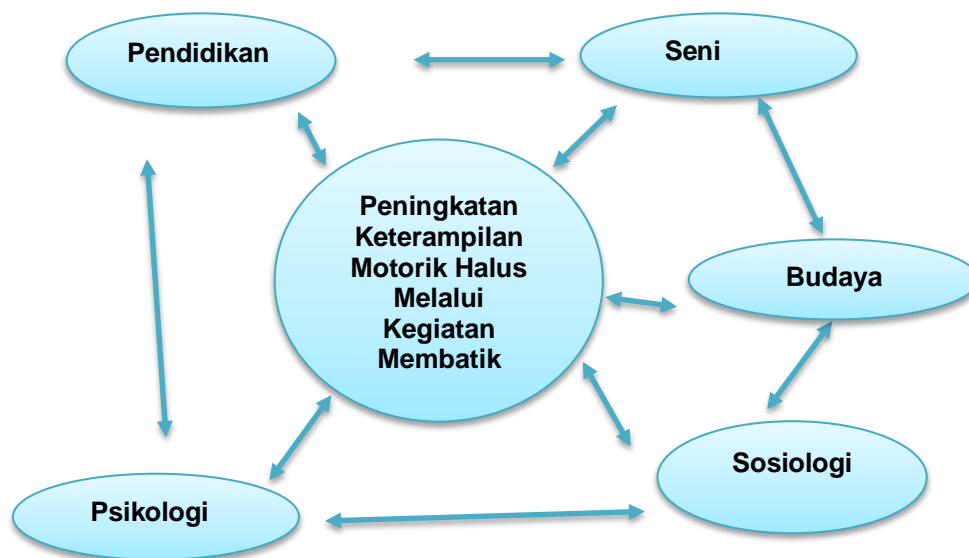 Pendidikan
Seni
Peningkatan
Keterampilan
Motorik Halus
Melalui
Kegiatan
Membatik
Budaya
Sosiologi
Psikologi